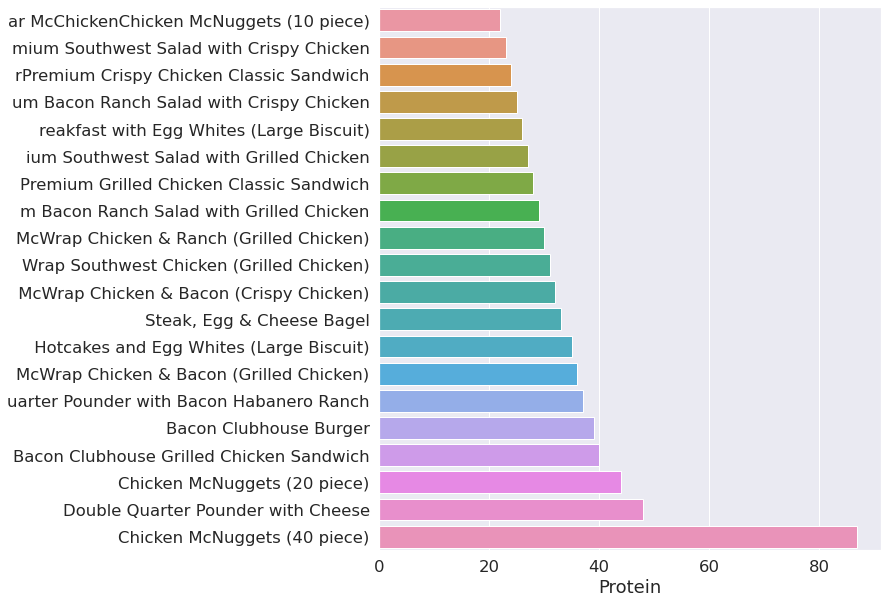 ar McChickenChicken McNuggets (10 piece)
mium Southwest Salad with Crispy Chicken
rPremium Crispy Chicken Classic Sandwich
um Bacon Ranch Salad with Crispy Chicken
reakfast with Egg Whites (Large Biscuit)
ium Southwest Salad with Grilled Chicken
Premium Grilled Chicken Classic Sandwich
m Bacon Ranch Salad with Grilled Chicken
McWrap Chicken & Ranch (Grilled Chicken)
Wrap Southwest Chicken (Grilled Chicken)
McWrap Chicken & Bacon (Crispy Chicken)
Steak, Egg & Cheese Bagel
Hotcakes and Egg Whites (Large Biscuit)
McWrap Chicken & Bacon (Grilled Chicken)
uarter Pounder with Bacon Habanero Ranch
Bacon Clubhouse Burger
Bacon Clubhouse Grilled Chicken Sandwich
Chicken McNuggets (20 piece)
Double Quarter Pounder with Cheese
Chicken McNuggets (40 piece)
0 20 40 60 80
Protein